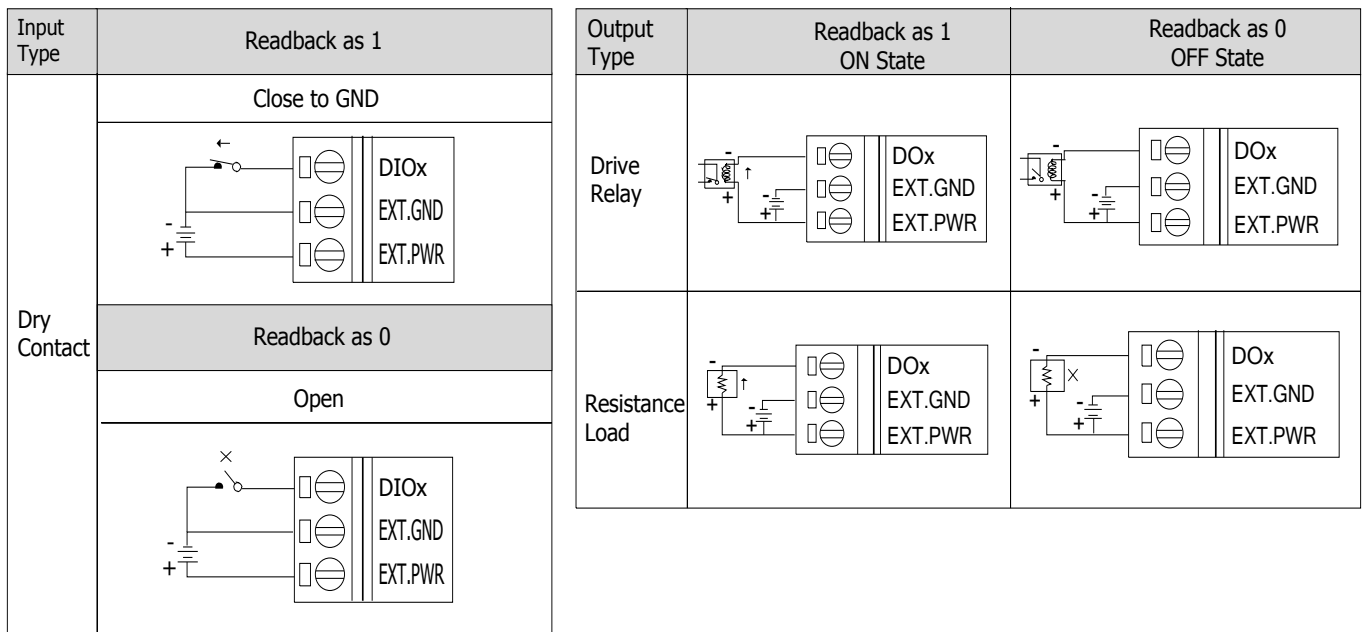 Input
Type
Readback as 1
Close to GND
←
-
+
DIOx
EXT.GND
EXT.PWR
Dry
Contact
Readback as 0
Open
×
-
+
DIOx
EXT.GND
EXT.PWR
Output
Type
Readback as 1
ON State
Readback as 0
OFF State
Drive
Relay
-
+
↑
-
+
DOx
EXT.GND
EXT.PWR
-
+
-
+
DOx
EXT.GND
EXT.PWR
Resistance
Load
-
+
↑
-
+
DOx
EXT.GND
EXT.PWR
-
+
×
-
+
DOx
EXT.GND
EXT.PWR